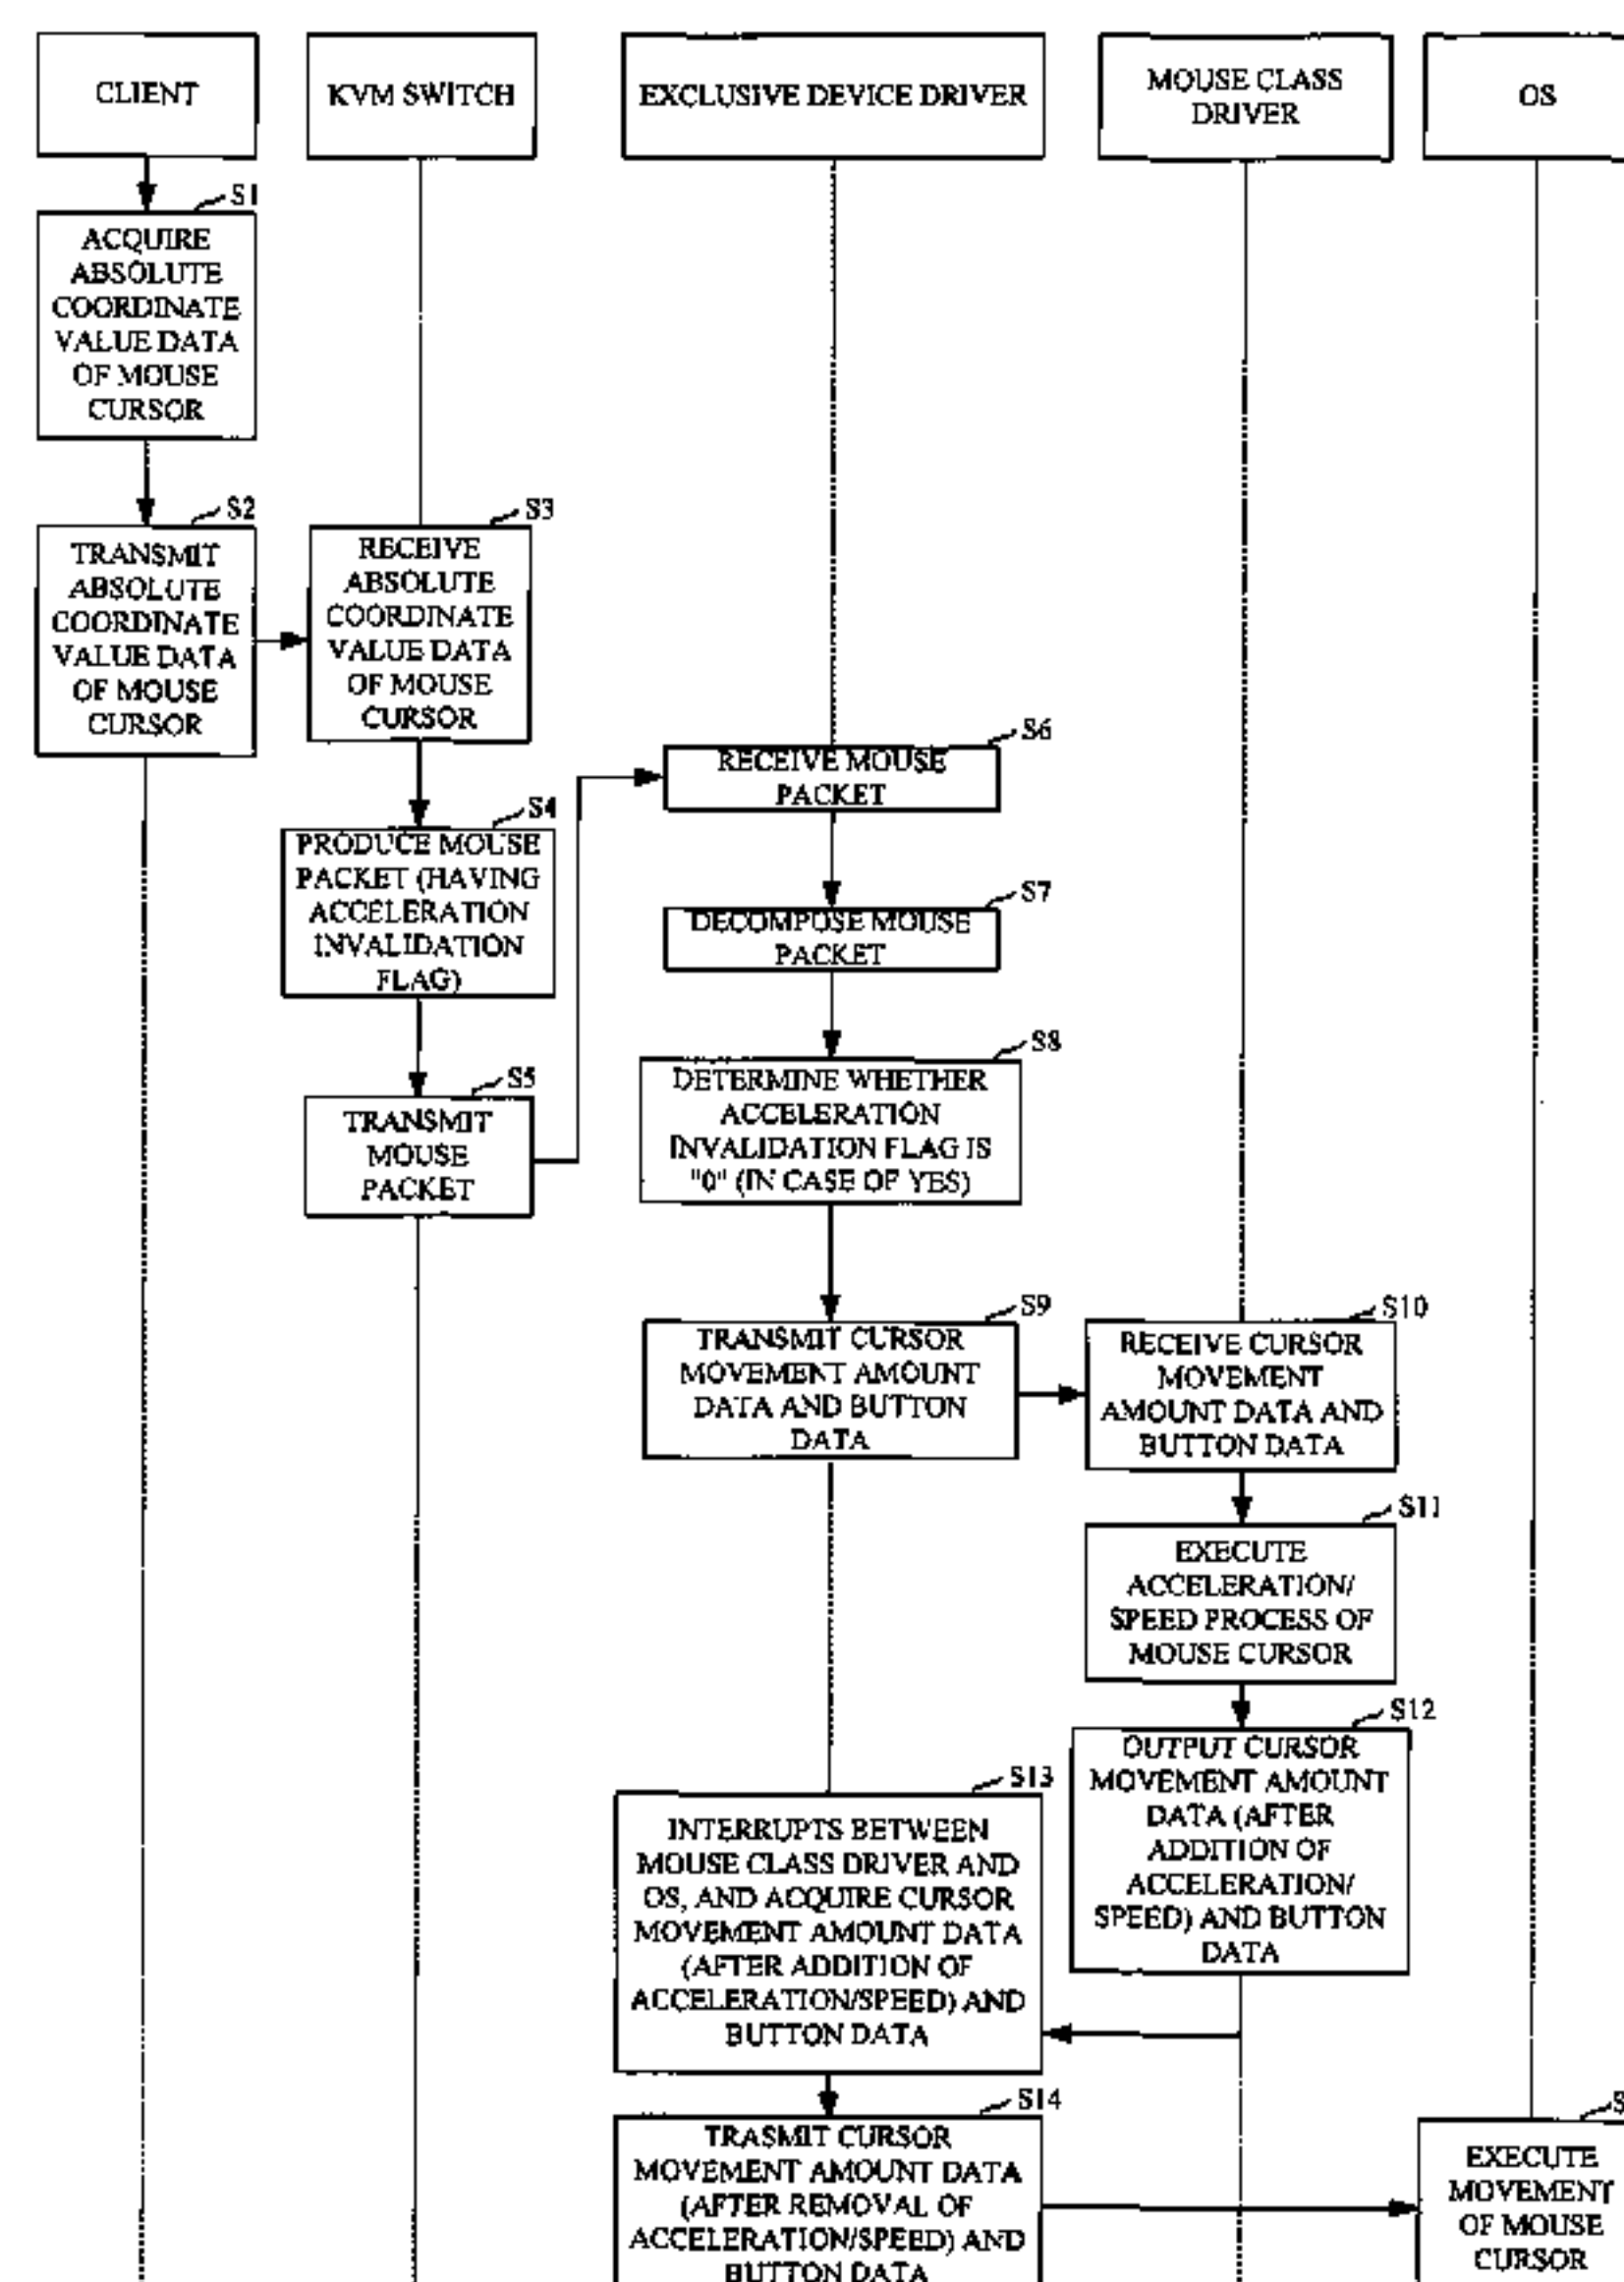 CLIENT
KVM SWITCH
EXCLUSIVE DEVICE DRIVER
MOUSE CLASS
DRIVER
OS
S1
ACQUIRE
ABSOLUTE
COORDINATE
VALUE DATA
OF MOUSE
CURSOR
S2
TRANSMIT
ABSOLUTE
COORDINATE
VALUE DATA
OF MOUSE
CURSOR
S3
RECEIVE
ABSOLUTE
COORDINATE
VALUE DATA
OF MOUSE
CURSOR
S4
PRODUCE MOUSE
PACKET (HAVING
ACCELERATION
INVALIDATION
FLAG)
S5
TRANSMIT
MOUSE
PACKET
S6
RECEIVE MOUSE
PACKET
S7
DECOMPOSE MOUSE
PACKET
S8
DETERMINE WHETHER
ACCELERATION
INVALIDATION FLAG IS
"0" (IN CASE OF YES)
S9
TRANSMIT CURSOR
MOVEMENT AMOUNT
DATA AND BUTTON
DATA
S10
RECEIVE CURSOR
MOVEMENT
AMOUNT DATA AND
BUTTON DATA
S11
EXECUTE
ACCELERATION/
SPEED PROCESS OF
MOUSE CURSOR
S12
OUTPUT CURSOR
MOVEMENT AMOUNT
DATA (AFTER
ADDITION OF
ACCELERATION/
SPEED) AND BUTTON
DATA
S13
INTERRUPTS BETWEEN
MOUSE CLASS DRIVER AND
OS, AND ACQUIRE CURSOR
MOVEMENT AMOUNT DATA
(AFTER ADDITION OF
ACCELERATION/SPEED) AND
BUTTON DATA
S14
TRASMIT CURSOR
MOVEMENT AMOUNT DATA
(AFTER REMOVAL OF
ACCELERATION/SPEED) AND
BUTTON DATA
EXECUTE
MOVEMENT
OF MOUSE
CURSOR